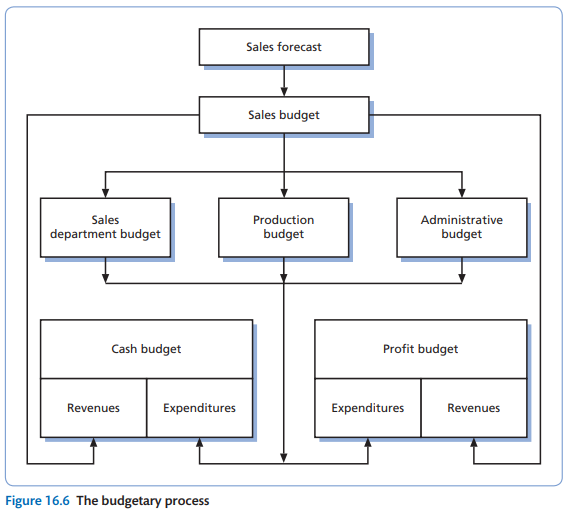 Sales forecast
Sales budget
Sales
department budget
Production
budget
Administrative
budget
Cash budget
Revenues
Expenditures
Profit budget
Expenditures
Revenues
Figure 16.6 The budgetary process